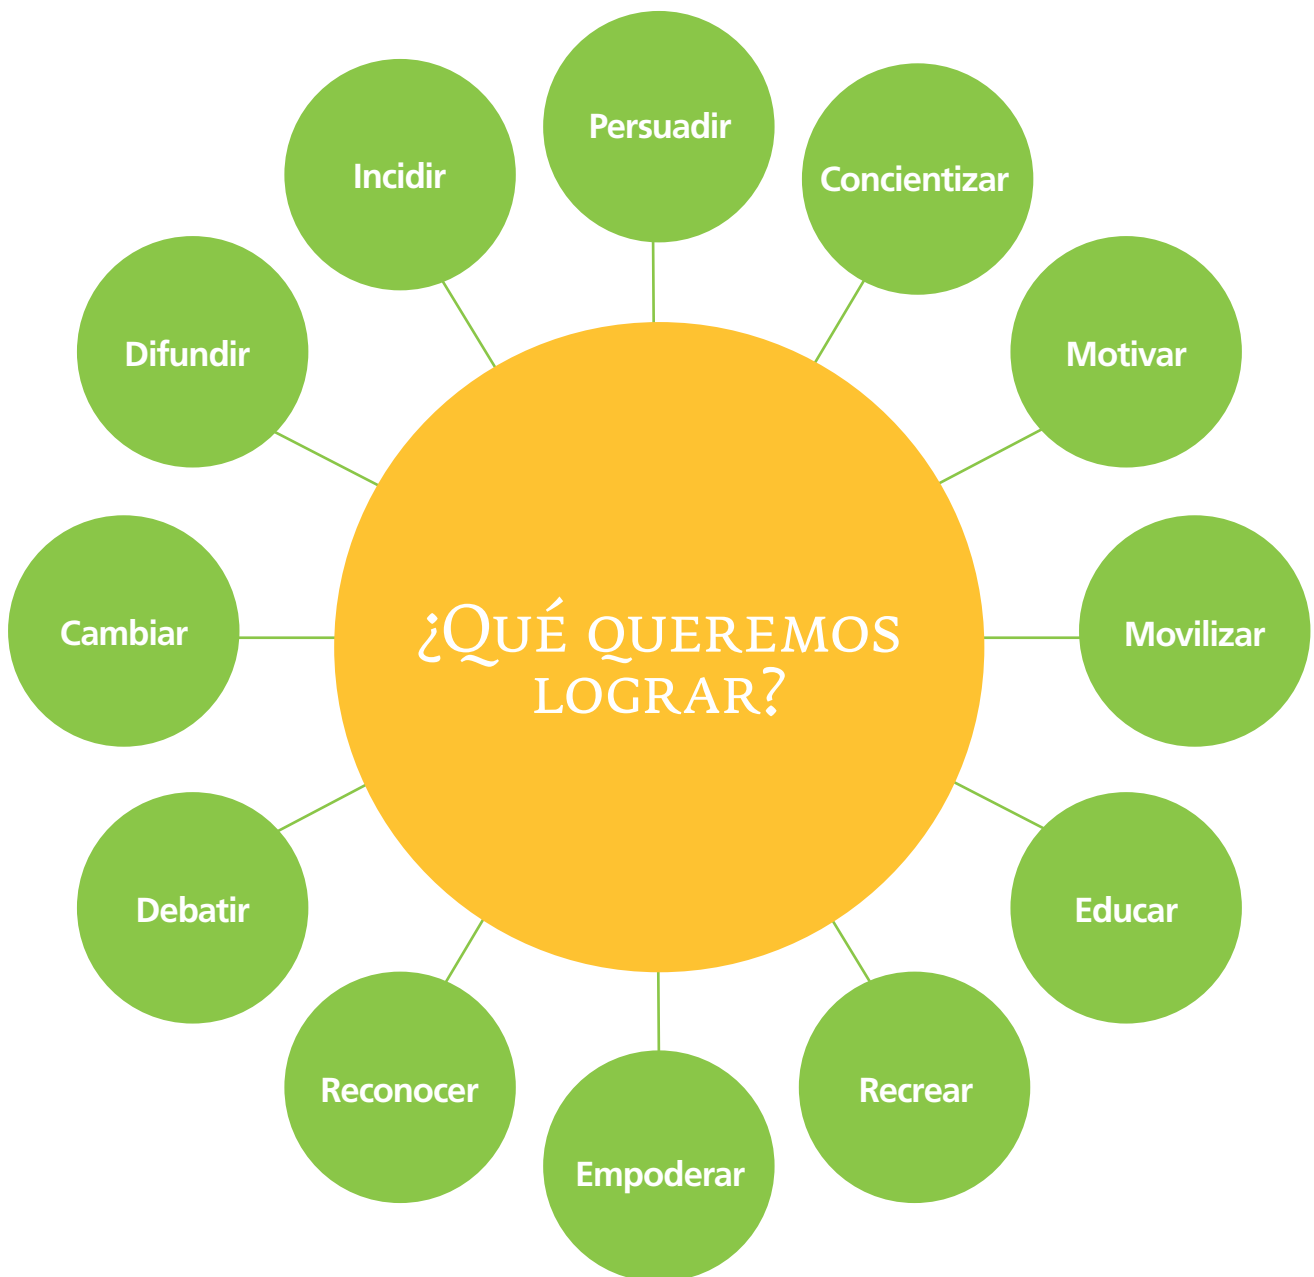 Persuadir
Concientizar
Incidir
Motivar
Difundir
¿Qué queremos
lograr?
Cambiar
Movilizar
Debatir
Educar
Reconocer
Recrear
Empoderar